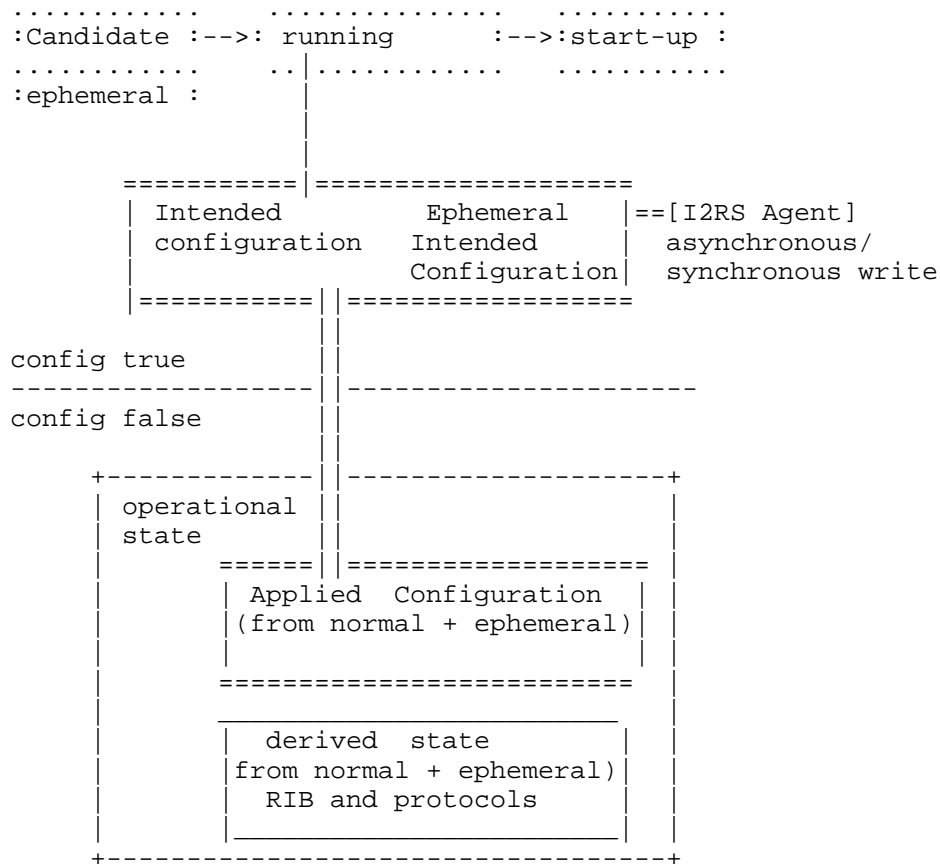 :Candidate :-->: running :-->:start-up :
:ephemeral :
Intended Ephemeral |==[I2RS Agent]
configuration Intended asynchronous/
Configuration| synchronous write
config true
config false
operational
state
Applied Configuration
(from normal + ephemeral)
derived state
from normal + ephemeral)
RIB and protocols